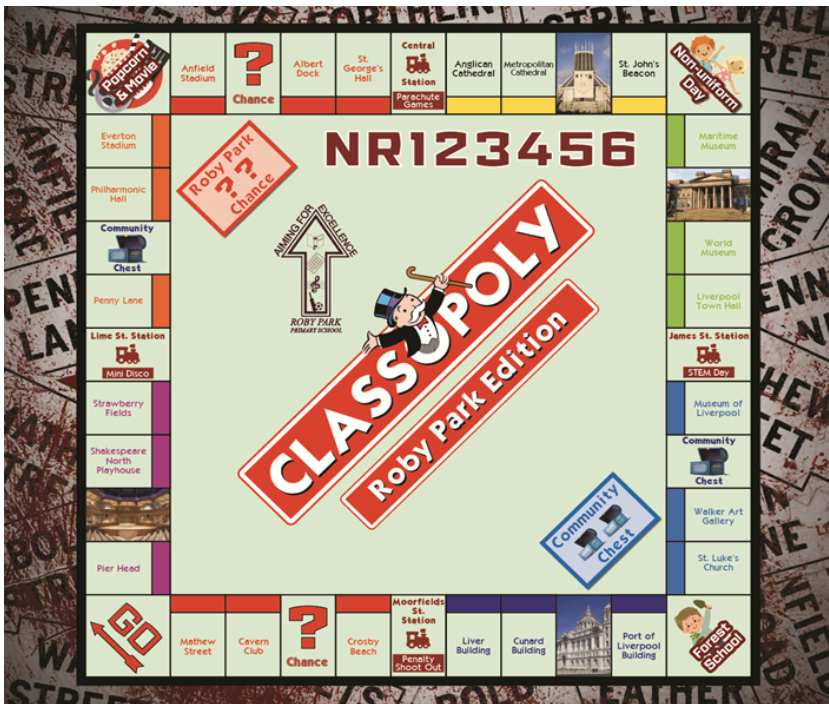 Popcorn
& Movie
Anfield
Stadium
?
Chance
Albert
Dock
St.
George's
Hall
Central
Station
Parachute
Games
Anglican
Cathedral
Metropolitan
Cathedral
St. John's
Beacon
Non-uniform
Day
Everton
Stadium
Philharmonic
Hall
Community
Chest
Penny Lane
Lime St. Station
Mini Disco
Strawberry
Fields
Shakespeare
North
Playhouse
Pier Head
Roby Park
? ?
Chance
NR123456
AIMING FOR EXCELLENCE
ROBY PARK
PRIMARY SCHOOL
CLASSOPOLY
Roby Park Edition
Community
Chest
Maritime
Museum
World
Museum
Liverpool
Town Hall
James St. Station
STEM Day
Museum of
Liverpool
Community
Chest
Walker Art
Gallery
St. Luke's
Church
GO
Mathew
Street
Cavern
Club
?
Chance
Crosby
Beach
Moorfields
St.
Station
Penalty
Shoot Out
Liver
Building
Cunard
Building
Port of
Liverpool
Building
Forest
School